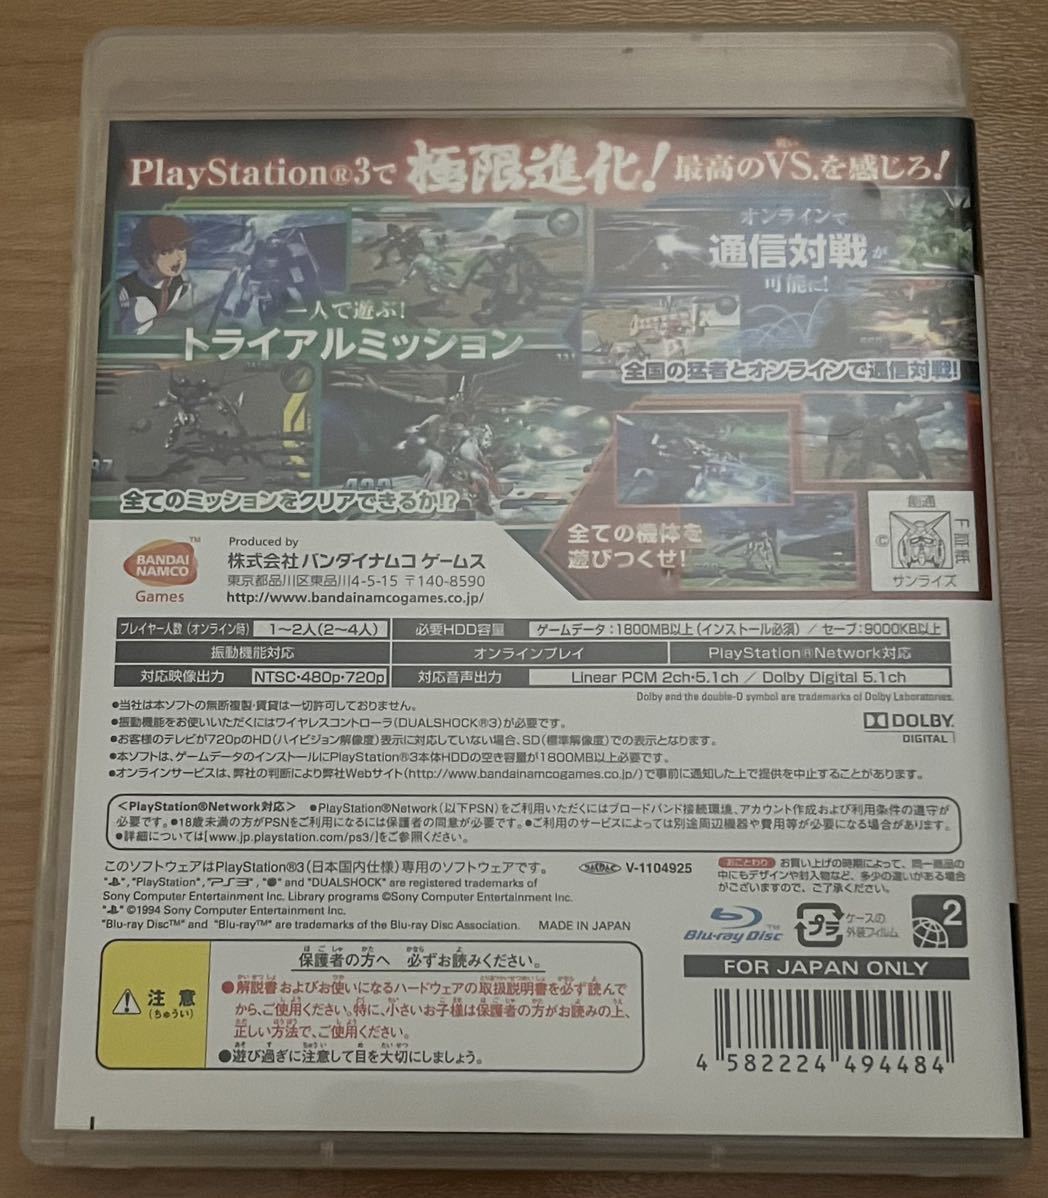 PlayStation®3で 極限進化! 最高のVS.を感じろ!
戦い
オンラインで
通信対戦が
可能に!
一人で遊ぶ!
トライアルミッション
全国の猛者とオンラインで通信対戦!
全てのミッションをクリアできるか!?
全ての機体を
遊びつくせ!
創通
©
サンライズ
BANDAI
NAMCO
TM
Games
Produced by
株式会社 バンダイナムコ ゲームス
東京都品川区東品川4-5-15 〒140-8590
http://www.bandainamcogames.co.jp/
プレイヤー人数(オンライン時) 1〜2人(2〜4人) 必要HDD容量 ゲームデータ:1800MB以上(インストール必須) / セーブ:9000KB以上
振動機能対応 オンラインプレイ PlayStation®Network対応
対応映像出力 NTSC・480p・720p 対応音声出力 Linear PCM 2ch・5.1ch / Dolby Digital 5.1ch
Dolby and the double-D symbol are trademarks of Dolby Laboratories.
●当社は本ソフトの無断複製・賃貸は一切許可しておりません。
●振動機能をお使いいただくにはワイヤレスコントローラ(DUALSHOCK®3)が必要です。
●お客様のテレビが720pのHD(ハイビジョン解像度)表示に対応していない場合、SD(標準解像度)での表示となります。
●本ソフトは、ゲームデータのインストールにPlayStation®3本体HDDの空き容量が1800MB以上必要です。
●オンラインサービスは、弊社の判断により弊社Webサイト(http://www.bandainamcogames.co.jp/)で事前に通知した上で提供を中止することがあります。
DOLBY
DIGITAL
<PlayStation®Network対応> ●PlayStation®Network(以下PSN)をご利用いただくにはブロードバンド接続環境、アカウント作成および利用条件の遵守が
必要です。●18歳未満の方がPSNをご利用になるには保護者の同意が必要です。●ご利用のサービスによっては別途周辺機器や費用等が必要になる場合があります。
●詳細については[www.jp.playstation.com/ps3/]をご参照ください。
このソフトウェアはPlayStation®3(日本国内仕様)専用のソフトウェアです。 V-1104925
" ", "PlayStation", "PS3", " " and "DUALSHOCK" are registered trademarks of
Sony Computer Entertainment Inc. Library programs ©Sony Computer Entertainment Inc.
" " ©1994 Sony Computer Entertainment Inc.
"Blu-ray Disc™" and "Blu-ray™" are trademarks of the Blu-ray Disc Association. MADE IN JAPAN
おことわり お買い上げの時期によって、同一商品の
中にもデザインや封入物など、多少の違いがある場合
がございますので、ご了承ください。
Blu-ray Disc TM
プラ
ケースの
外装フィルム
2
FOR JAPAN ONLY
4 582224 494484
注意
(ちゅうい)
保護者の方へ 必ずお読みください。
●解説書およびお使いになるハードウェアの取扱説明書を必ず読んで
から、ご使用ください。特に、小さいお子様は保護者の方がお読みの上、
正しい方法で、ご使用ください。
●遊び過ぎに注意して目を大切にしましょう。